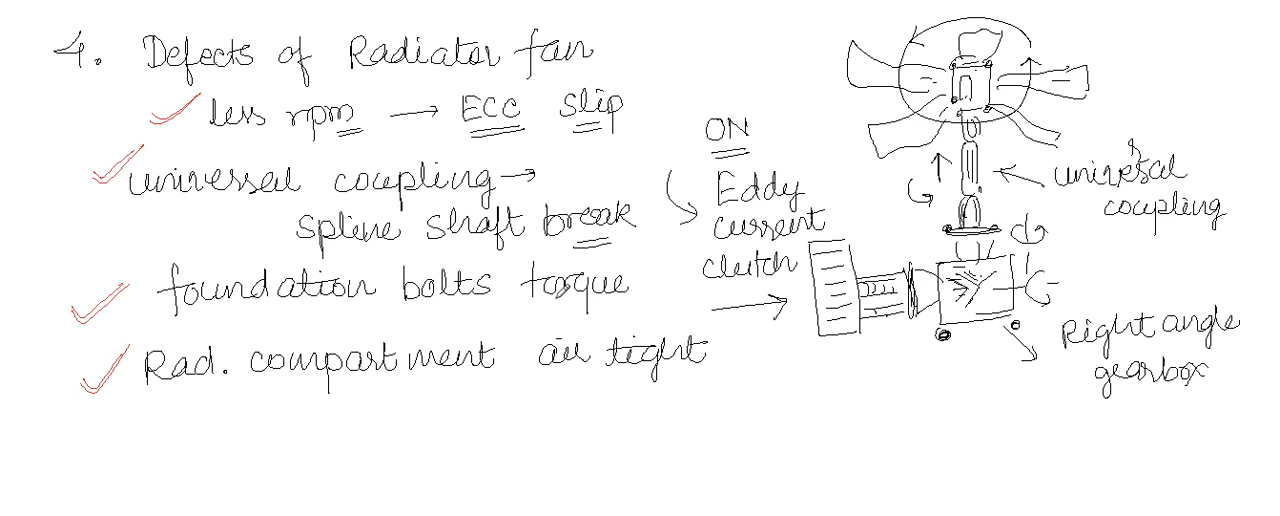 4. Defects of Radiator fan
less rpm → ECC slip
universal coupling →
spline shaft break
foundation bolts torque
Rad. compartment air tight
ON
Eddy
current
clutch
universal
coupling
Right angle
gearbox